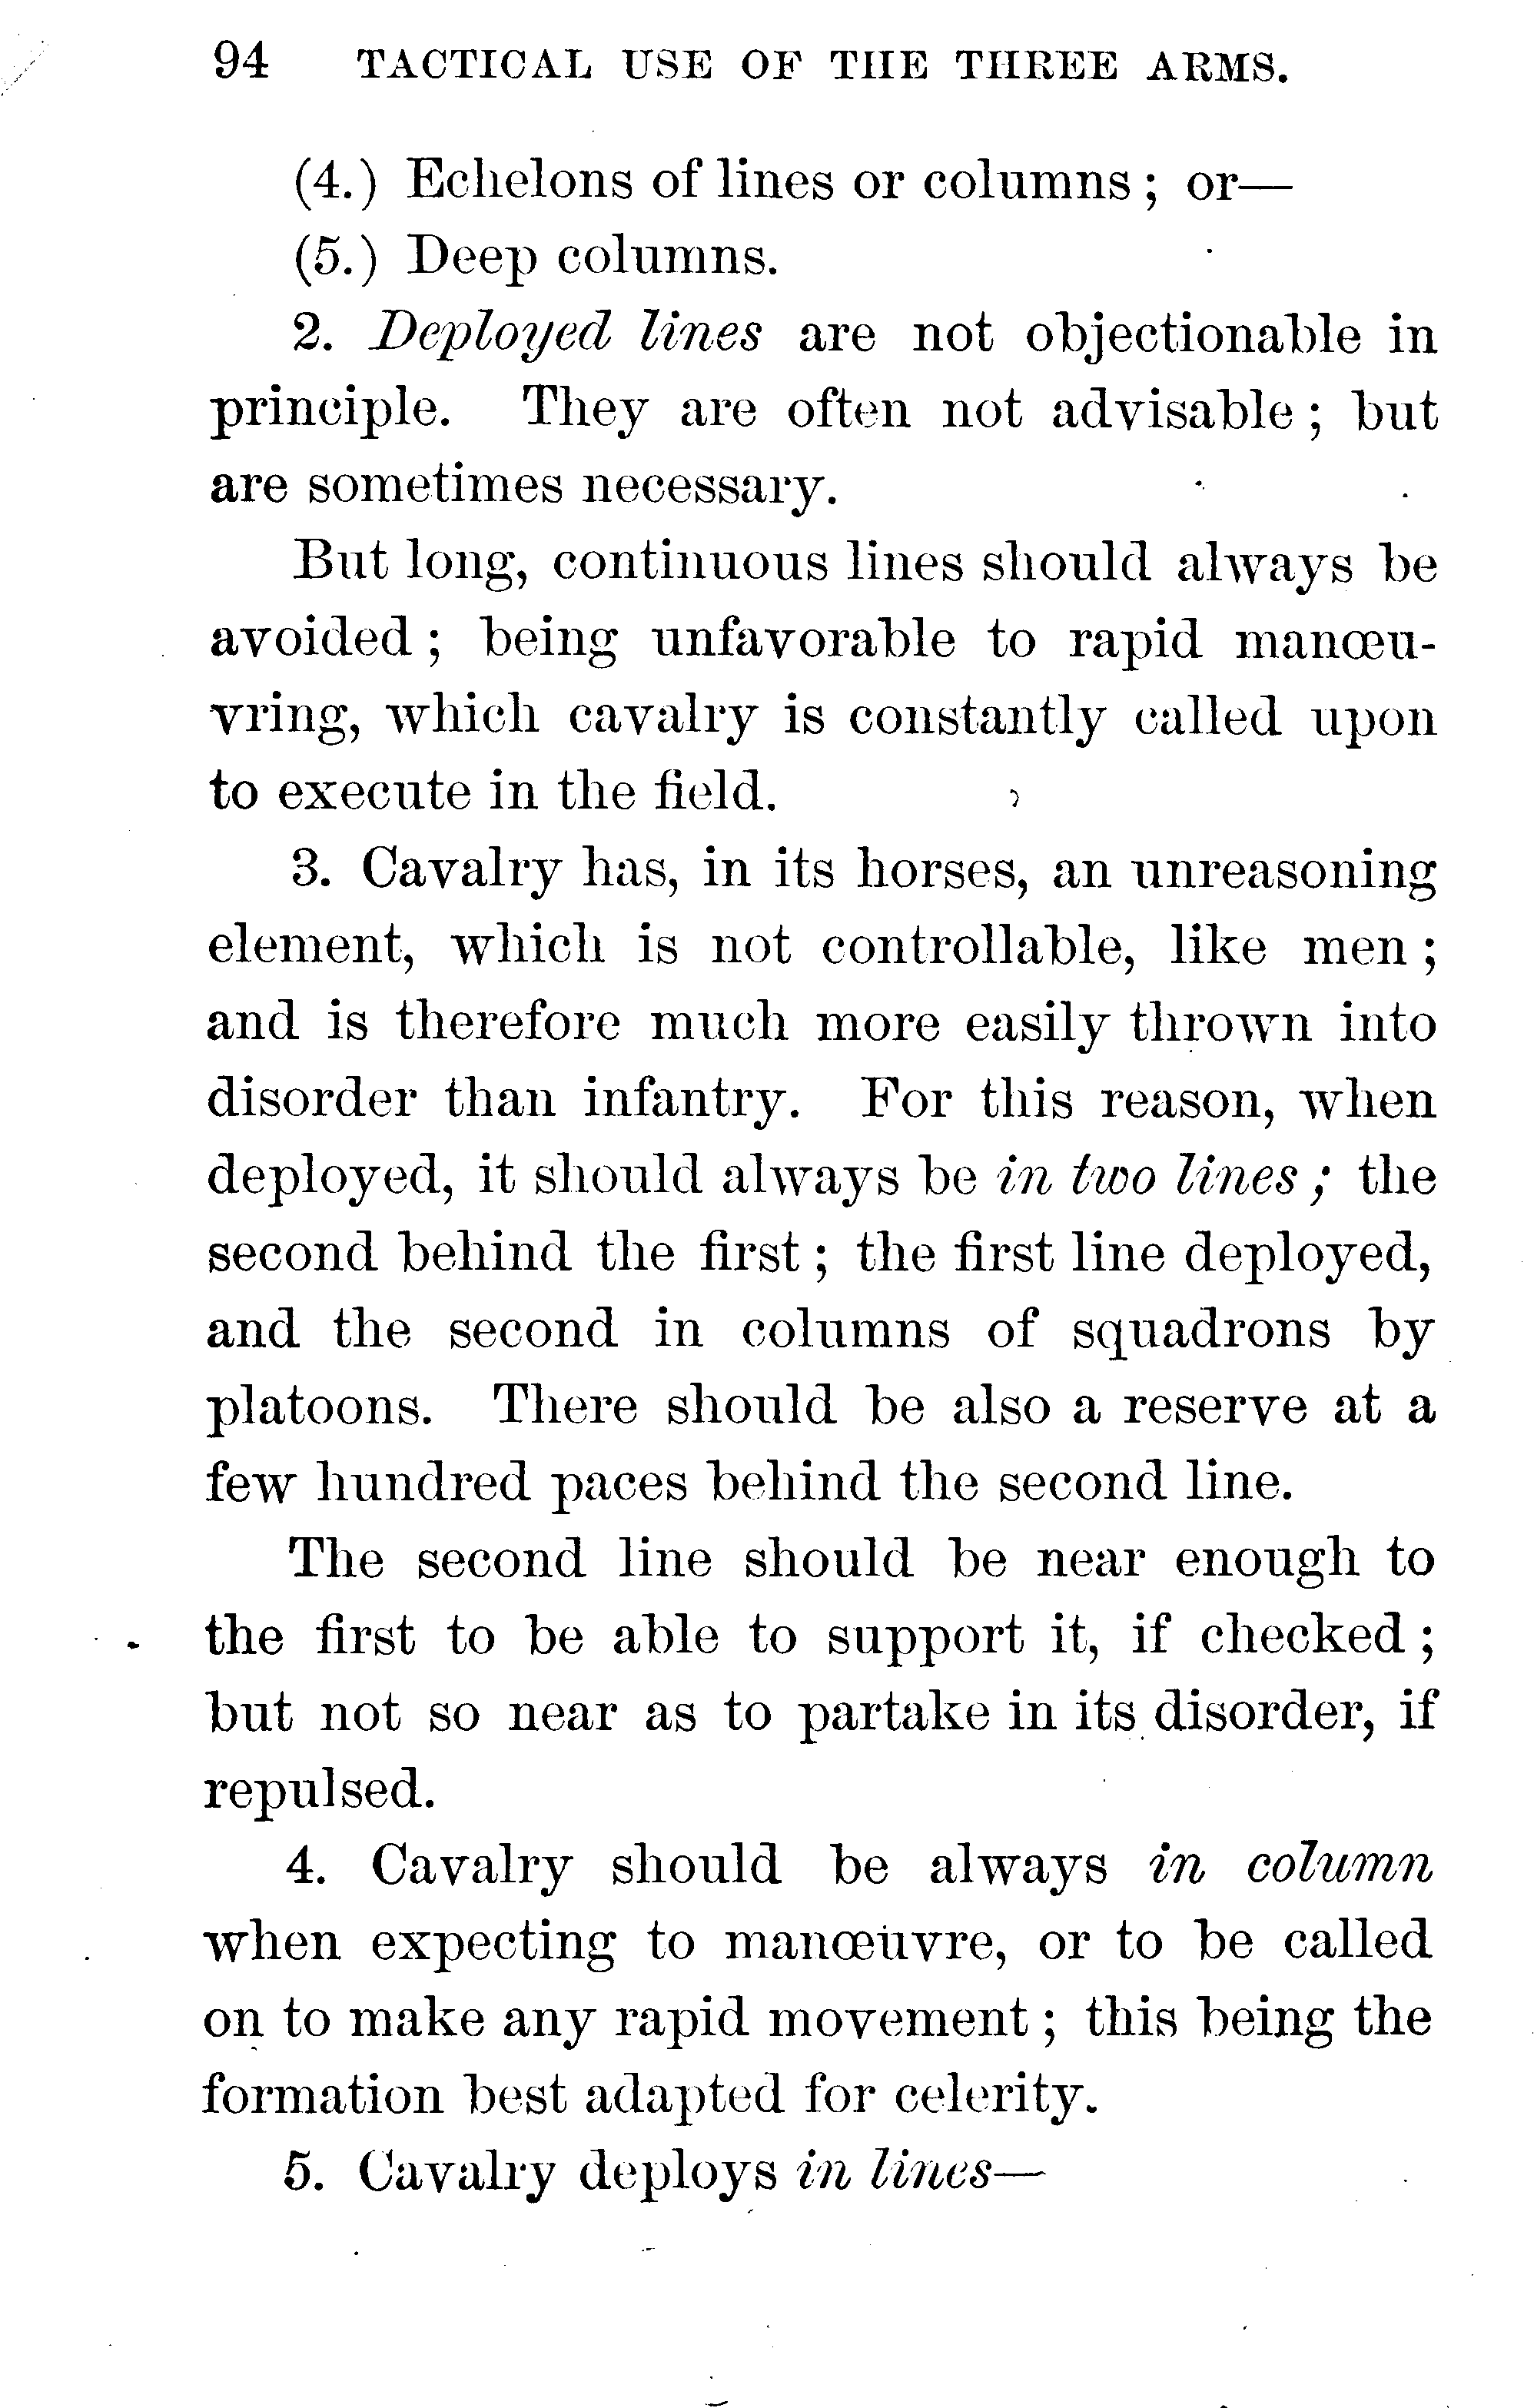 94 TACTICAL USE OF THE THREE ARMS.
(4.) Echelons of lines or columns; or—
(5.) Deep columns.
2. Deployed lines are not objectionable in
principle. They are often not advisable; but
are sometimes necessary.
But long, continuous lines should always be
avoided; being unfavorable to rapid manœu-
vring, which cavalry is constantly called upon
to execute in the field.
3. Cavalry has, in its horses, an unreasoning
element, which is not controllable, like men;
and is therefore much more easily thrown into
disorder than infantry. For this reason, when
deployed, it should always be in two lines; the
second behind the first; the first line deployed,
and the second in columns of squadrons by
platoons. There should be also a reserve at a
few hundred paces behind the second line.
The second line should be near enough to
the first to be able to support it, if checked;
but not so near as to partake in its disorder, if
repulsed.
4. Cavalry should be always in column
when expecting to manœuvre, or to be called
on to make any rapid movement; this being the
formation best adapted for celerity.
5. Cavalry deploys in lines—